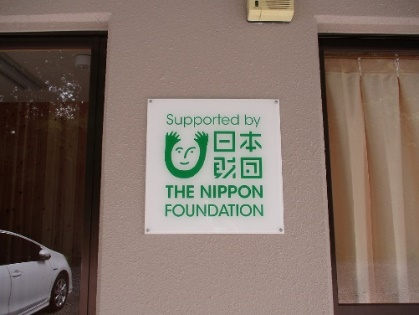 Supported by
日本
財団
THE NIPPON
FOUNDATION